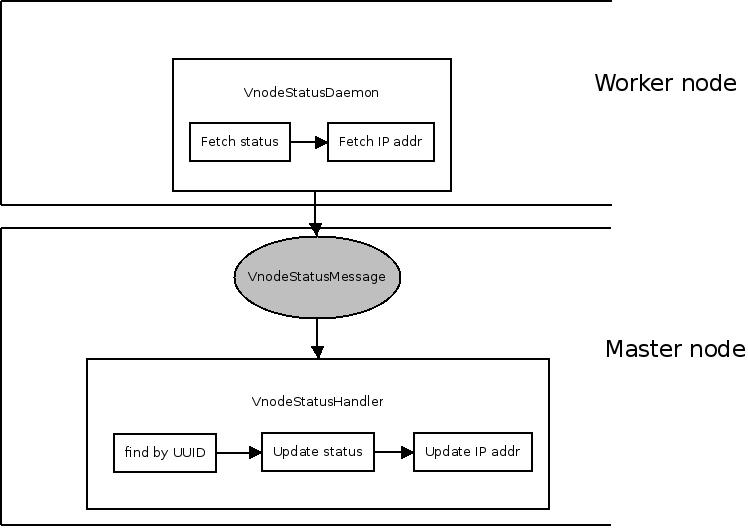 Worker node
VnodeStatusDaemon
Fetch status
Fetch IP addr
VnodeStatusMessage
Master node
VnodeStatusHandler
find by UUID
Update status
Update IP addr